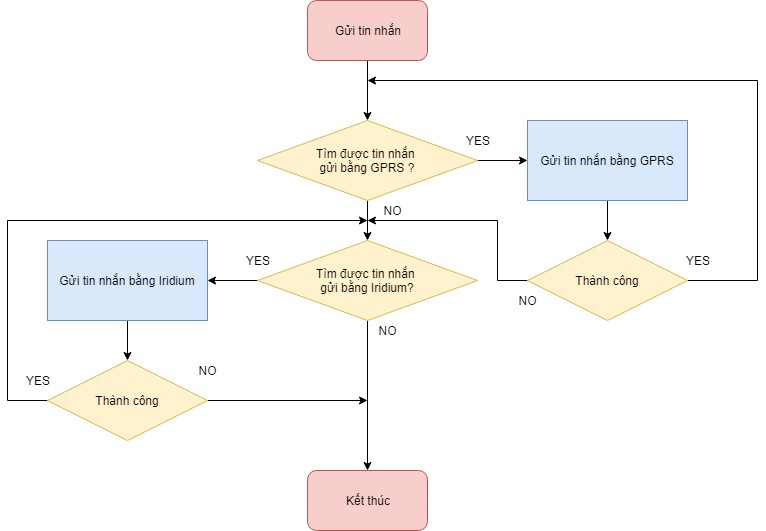 Gửi tin nhắn
Tìm được tin nhắn
gửi bằng GPRS ?
YES
Gửi tin nhắn bằng GPRS
NO
Gửi tin nhắn bằng Iridium
YES
Tìm được tin nhắn
gửi bằng Iridium?
Thành công
YES
NO
NO
YES
Thành công
NO
Kết thúc